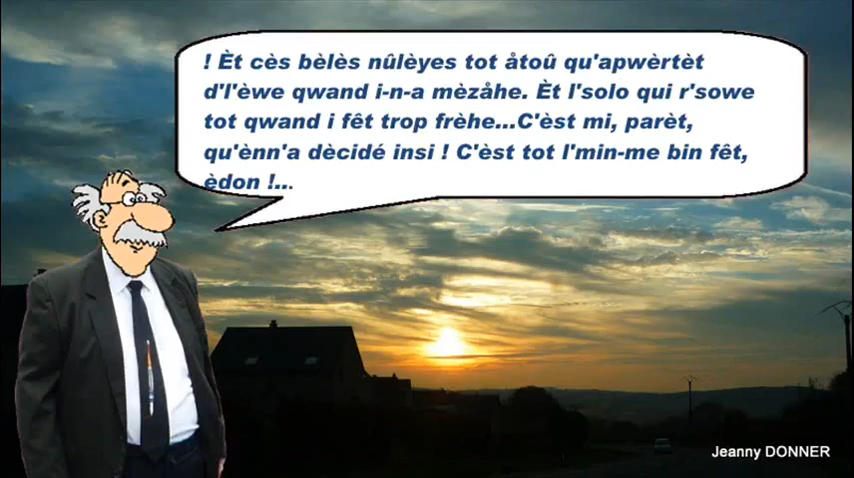 ! Èt cès bèlès nûlèyes tot åtoû qu'apwèrtèt
d'l'èwe qwand i-n-a mèzåhe. Èt l'solo qui r'sowe
tot qwand i fêt trop frèhe...C'èst mi, parèt,
qu'ènn'a dècidé insi ! C'èst tot l'min-me bin fêt,
èdon !...
Jeanny DONNER